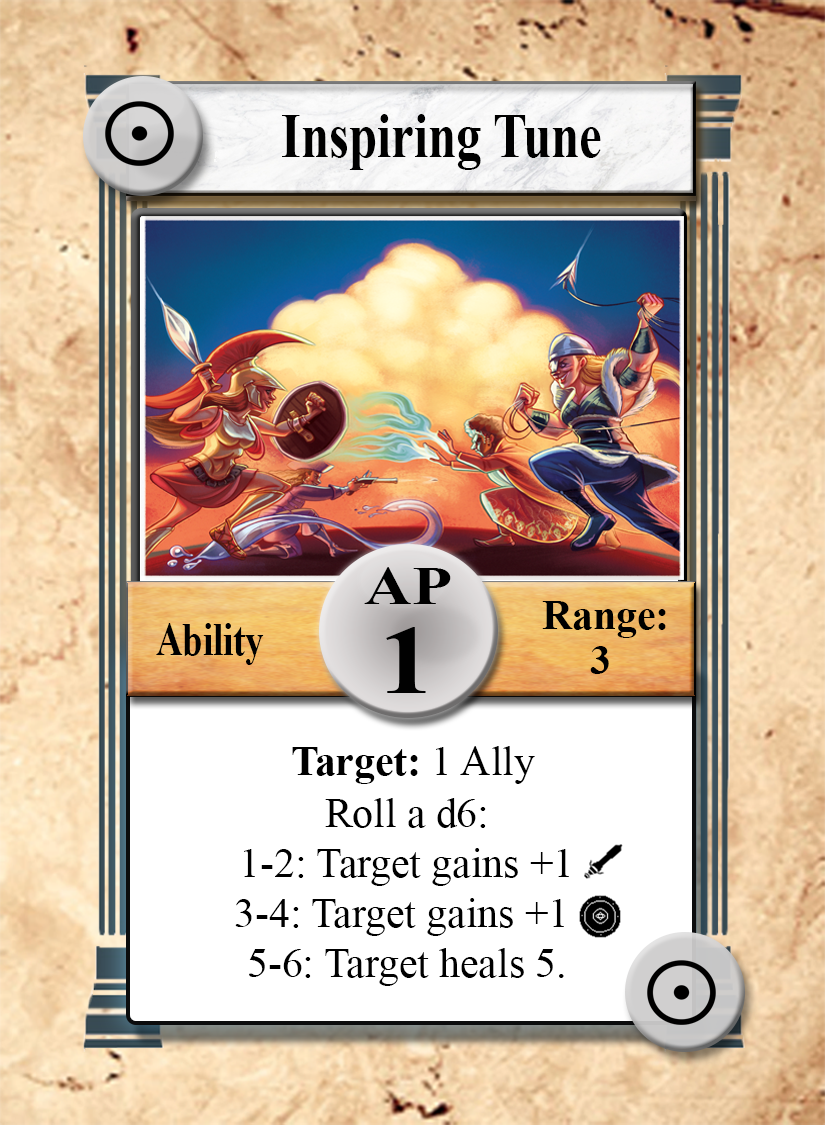 Inspiring Tune
Ability
AP
1
Range:
3
Target: 1 Ally
Roll a d6:
1-2: Target gains +1
3-4: Target gains +1
5-6: Target heals 5.